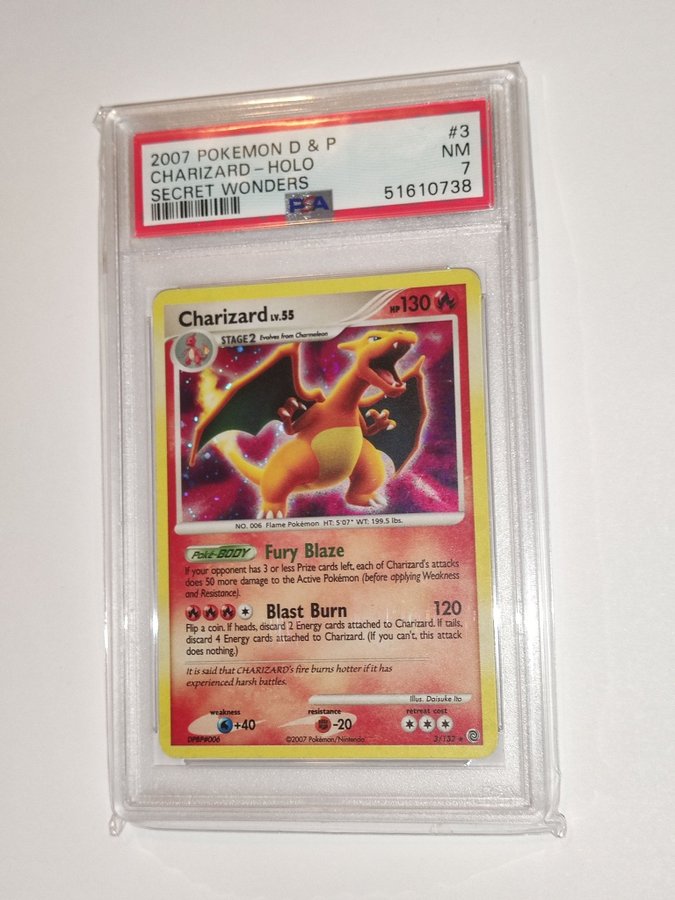 2007 POKEMON D & P #3
CHARIZARD - HOLO NM
SECRET WONDERS 7
PSA 51610738
Charizard LV.55 HP 130
STAGE 2 Evolves from Charmeleon
NO. 006 Flame Pokémon HT: 5'07" WT: 199.5 lbs.
Poké-BODY Fury Blaze
If your opponent has 3 or less Prize cards left, each of Charizard's attacks
does 50 more damage to the Active Pokémon (before applying Weakness
and Resistance).
Blast Burn 120
Flip a coin. If heads, discard 2 Energy cards attached to Charizard. If tails,
discard 4 Energy cards attached to Charizard. (If you can't, this attack
does nothing.)
It is said that CHARIZARD's fire burns hotter if it has
experienced harsh battles.
Illus. Daisuke Ito
weakness resistance retreat cost
+40 -20
DPBP#006 ©2007 Pokémon/Nintendo 3/132 ★